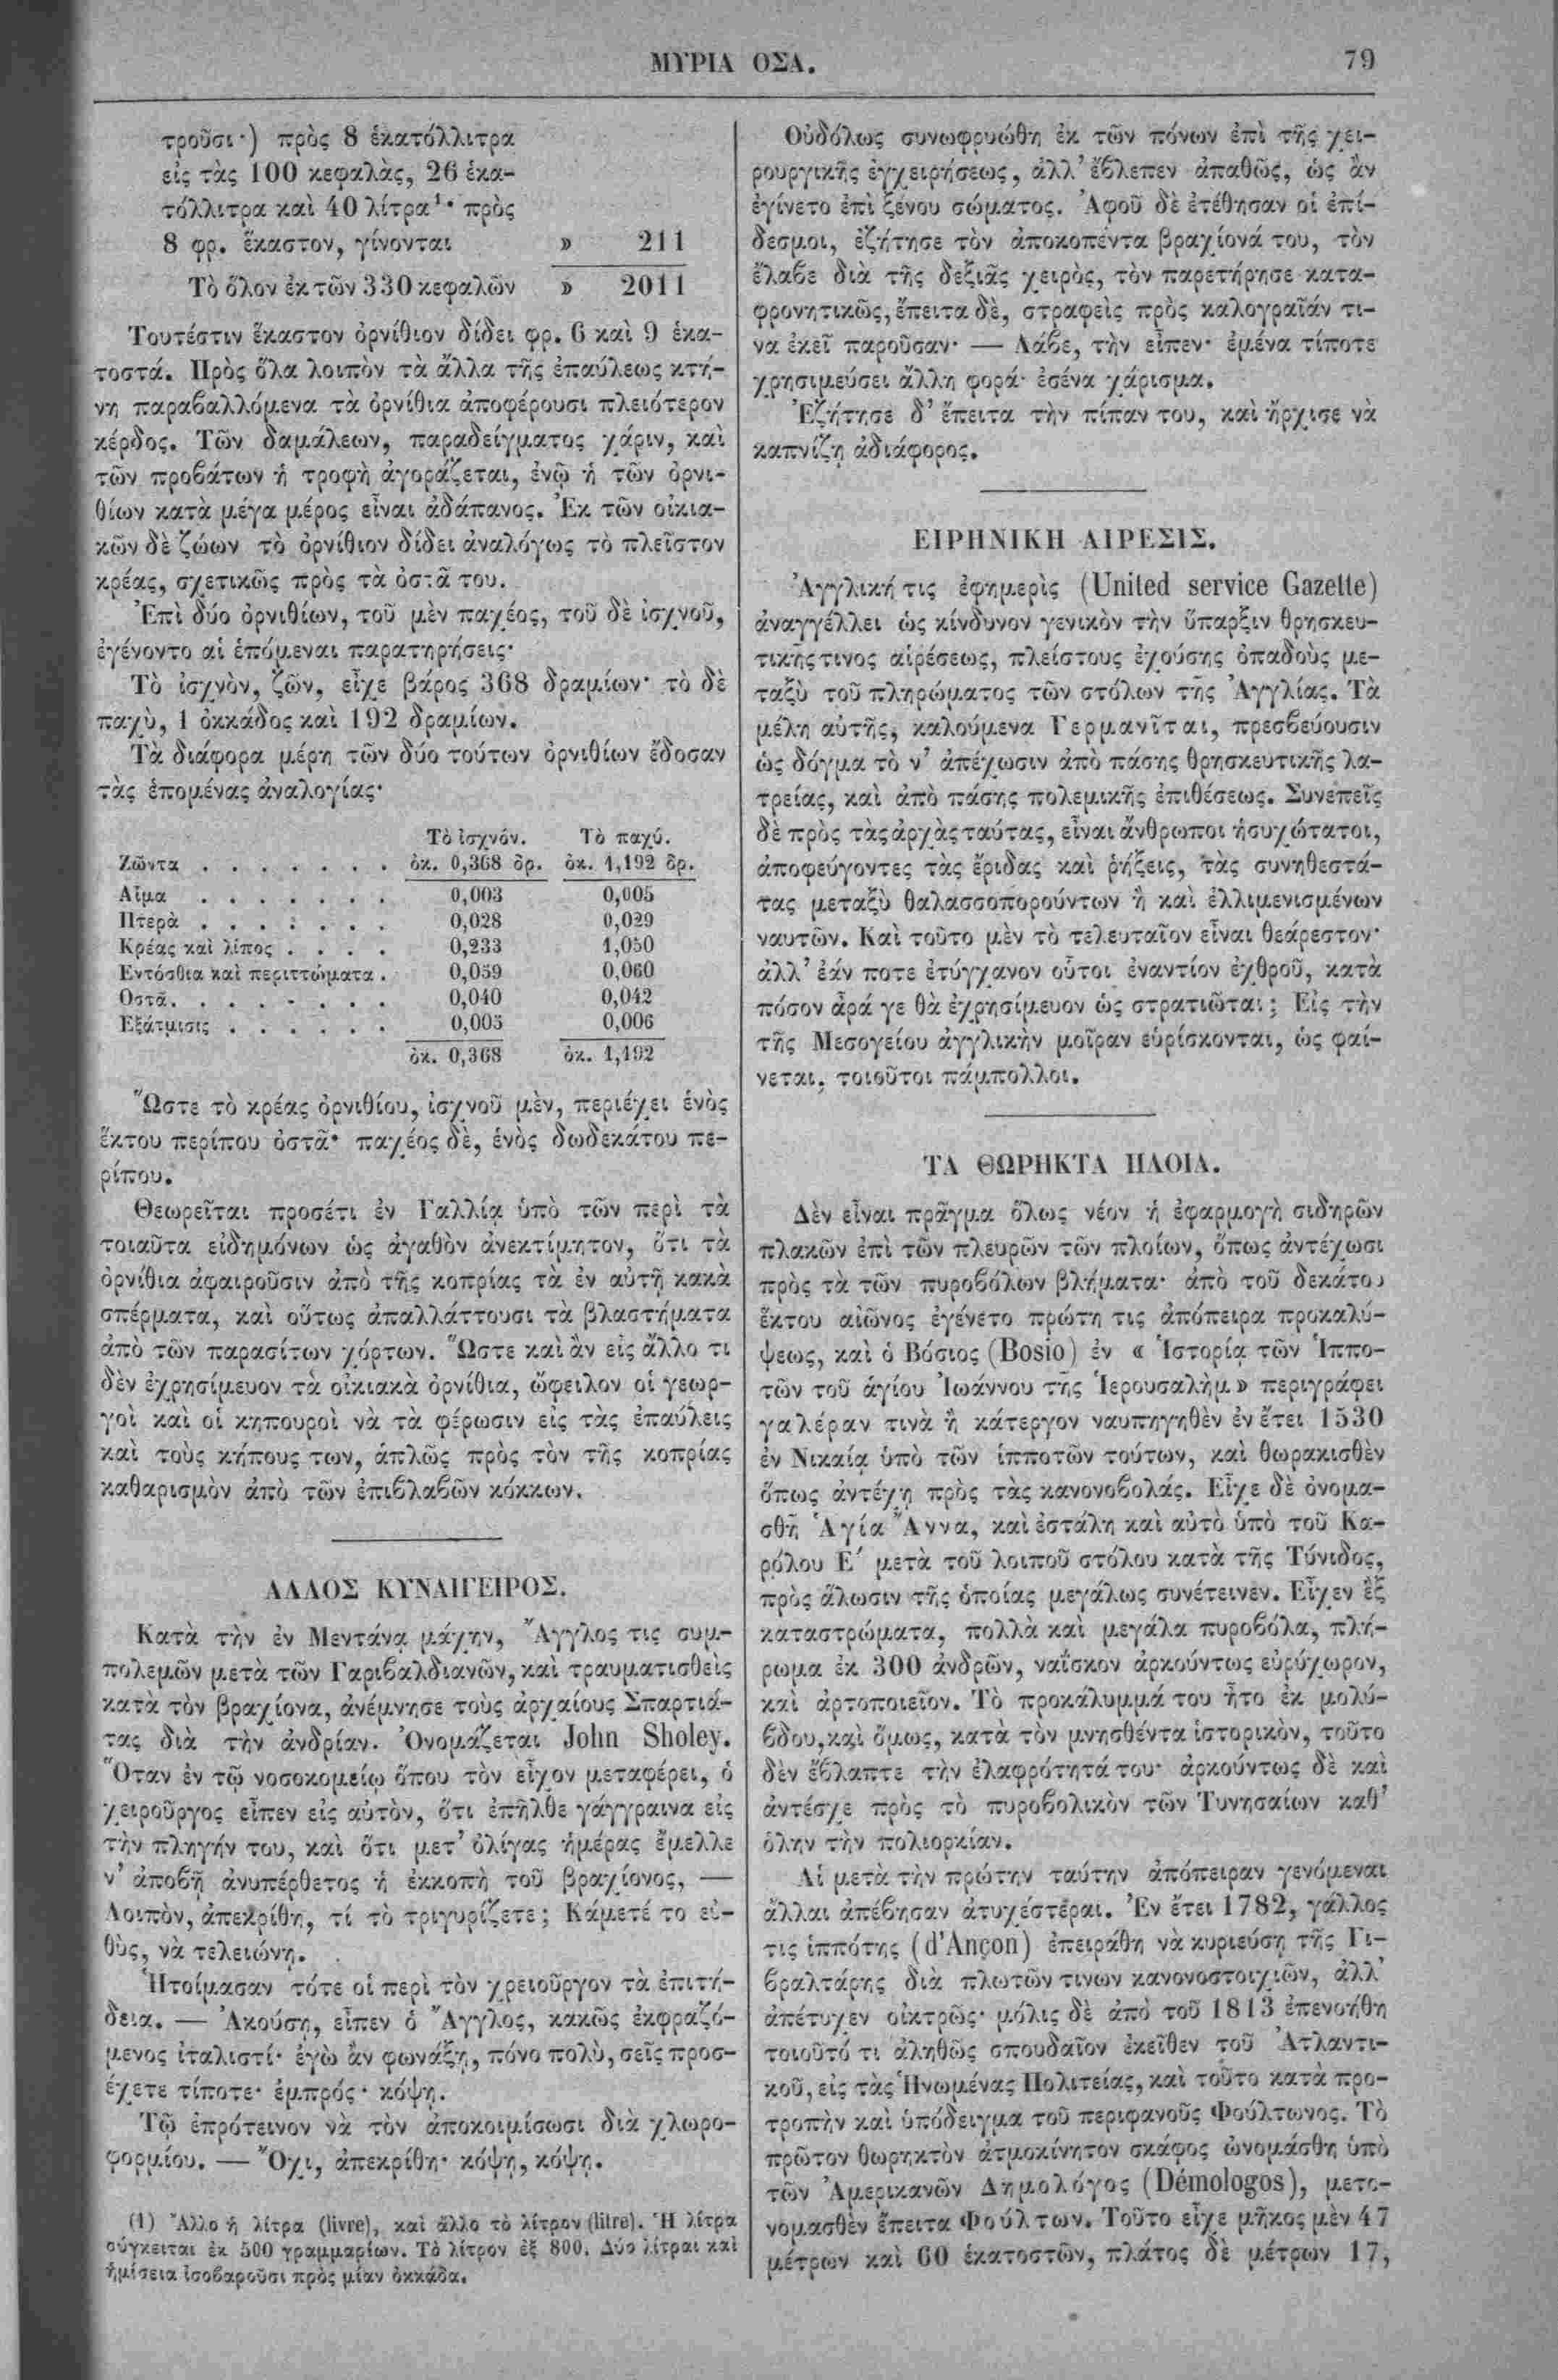 ΜΥΡΙΑ ΟΣΑ.
79
τροῦσι·) πρὸς 8 ἑκατόλλιτρα
εἰς τὰς 100 κεφαλὰς, 26 ἑκα-
τόλλιτρα καὶ 40 λίτρα¹· πρὸς
8 φρ. ἕκαστον, γίνονται » 211
Τὸ ὅλον ἐκ τῶν 330 κεφαλῶν » 2011
Τουτέστιν ἕκαστον ὀρνίθιον δίδει φρ. 6 καὶ 9 ἑκα-
τοστά. Πρὸς ὅλα λοιπὸν τὰ ἄλλα τῆς ἐπαύλεως κτή-
νη παραβαλλόμενα τὰ ὀρνίθια ἀποφέρουσι πλειότερον
κέρδος. Τῶν δαμάλεων, παραδείγματος χάριν, καὶ
τῶν προβάτων ἡ τροφὴ ἀγοράζεται, ἐνῷ ἡ τῶν ὀρνι-
θίων κατὰ μέγα μέρος εἶναι ἀδάπανος. Ἐκ τῶν οἰκια-
κῶν δὲ ζώων τὸ ὀρνίθιον δίδει ἀναλόγως τὸ πλεῖστον
κρέας, σχετικῶς πρὸς τὰ ὀστᾶ του.
Ἐπὶ δύο ὀρνιθίων, τοῦ μὲν παχέος, τοῦ δὲ ἰσχνοῦ,
ἐγένοντο αἱ ἑπόμεναι παρατηρήσεις·
Τὸ ἰσχνὸν, ζῶν, εἶχε βάρος 368 δραμίων· τὸ δὲ
παχὺ, 1 ὀκκάδος καὶ 192 δραμίων.
Τὰ διάφορα μέρη τῶν δύο τούτων ὀρνιθίων ἔδοσαν
τὰς ἑπομένας ἀναλογίας·
Τὸ ἰσχνόν. Τὸ παχύ.
Ζῶντα . . . . . . . ὀκ. 0,368 δρ. ὀκ. 1,192 δρ.
Αἷμα . . . . . . . 0,003 0,005
Πτερὰ . . . . . . . 0,028 0,029
Κρέας καὶ λίπος . . . . 0,233 1,050
Ἐντόσθια καὶ περιττώματα . 0,059 0,060
Ὀστᾶ. . . . . . . . 0,040 0,042
Ἐξάτμισις . . . . . . 0,005 0,006
ὀκ. 0,368 ὀκ. 1,192
Ὥστε τὸ κρέας ὀρνιθίου, ἰσχνοῦ μὲν, περιέχει ἑνὸς
ἕκτου περίπου ὀστᾶ· παχέος δὲ, ἑνὸς δωδεκάτου πε-
ρίπου.
Θεωρεῖται προσέτι ἐν Γαλλίᾳ ὑπὸ τῶν περὶ τὰ
τοιαῦτα εἰδημόνων ὡς ἀγαθὸν ἀνεκτίμητον, ὅτι τὰ
ὀρνίθια ἀφαιροῦσιν ἀπὸ τῆς κοπρίας τὰ ἐν αὐτῇ κακὰ
σπέρματα, καὶ οὕτως ἀπαλλάττουσι τὰ βλαστήματα
ἀπὸ τῶν παρασίτων χόρτων. Ὥστε καὶ ἂν εἰς ἄλλο τι
δὲν ἐχρησίμευον τὰ οἰκιακὰ ὀρνίθια, ὤφειλον οἱ γεωρ-
γοὶ καὶ οἱ κηπουροὶ νὰ τὰ φέρωσιν εἰς τὰς ἐπαύλεις
καὶ τοὺς κήπους των, ἁπλῶς πρὸς τὸν τῆς κοπρίας
καθαρισμὸν ἀπὸ τῶν ἐπιβλαβῶν κόκκων.
ΑΛΛΟΣ ΚΥΝΑΙΓΕΙΡΟΣ.
Κατὰ τὴν ἐν Μεντάνα μάχην, Ἄγγλος τις συμ-
πολεμῶν μετὰ τῶν Γαριβαλδιανῶν, καὶ τραυματισθεὶς
κατὰ τὸν βραχίονα, ἀνέμνησε τοὺς ἀρχαίους Σπαρτιά-
τας διὰ τὴν ἀνδρίαν. Ὀνομάζεται John Sholey.
Ὅταν ἐν τῷ νοσοκομείῳ ὅπου τὸν εἶχον μεταφέρει, ὁ
χειροῦργος εἶπεν εἰς αὐτὸν, ὅτι ἐπῆλθε γάγγραινα εἰς
τὴν πληγήν του, καὶ ὅτι μετ' ὀλίγας ἡμέρας ἔμελλε
ν' ἀποβῇ ἀνυπέρθετος ἡ ἐκκοπὴ τοῦ βραχίονος, —
Λοιπὸν, ἀπεκρίθη, τί τὸ τριγυρίζετε; Κάμετέ το εὐ-
θὺς, νὰ τελειώνῃ.
Ἡτοίμασαν τότε οἱ περὶ τὸν χρειοῦργον τὰ ἐπιτή-
δεια. — Ἀκούσῃ, εἶπεν ὁ Ἄγγλος, κακῶς ἐκφραζό-
μενος ἰταλιστί· ἐγὼ ἂν φωνάξῃ, πόνο πολὺ, σεῖς προσ-
έχετε τίποτε· ἐμπρός· κόψῃ.
Τῷ ἐπρότεινον νὰ τὸν ἀποκοιμίσωσι διὰ χλωρο-
φορμίου. — Ὄχι, ἀπεκρίθη· κόψῃ, κόψῃ.
(1) Ἄλλο ἡ λίτρα (livre), καὶ ἄλλο τὸ λίτρον (litre). Ἡ λίτρα
σύγκειται ἐκ 500 γραμμαρίων. Τὸ λίτρον ἐξ 800. Δύο λίτραι καὶ
ἡμίσεια ἰσοβαροῦσι πρὸς μίαν ὀκκάδα.
Οὐδόλως συνωφρυώθη ἐκ τῶν πόνων ἐπὶ τῆς χει-
ρουργικῆς ἐγχειρήσεως, ἀλλ' ἔβλεπεν ἀπαθῶς, ὡς ἂν
ἐγίνετο ἐπὶ ξένου σώματος. Ἀφοῦ δὲ ἐτέθησαν οἱ ἐπί-
δεσμοι, ἐζήτησε τὸν ἀποκοπέντα βραχίονά του, τὸν
ἔλαβε διὰ τῆς δεξιᾶς χειρὸς, τὸν παρετήρησε κατα-
φρονητικῶς, ἔπειτα δὲ, στραφεὶς πρὸς καλογραῖάν τι-
να ἐκεῖ παροῦσαν· — Λάβε, τὴν εἶπεν· ἐμένα τίποτε
χρησιμεύσει ἄλλη φορά· ἐσένα χάρισμα.
Ἐζήτησε δ' ἔπειτα τὴν πίπαν του, καὶ ἤρχισε νὰ
καπνίζῃ ἀδιάφορος.
ΕΙΡΗΝΙΚΗ ΑΙΡΕΣΙΣ.
Ἀγγλική τις ἐφημερὶς (United service Gazette)
ἀναγγέλλει ὡς κίνδυνον γενικὸν τὴν ὕπαρξιν θρησκευ-
τικῆς τινος αἱρέσεως, πλείστους ἐχούσης ὀπαδοὺς με-
ταξὺ τοῦ πληρώματος τῶν στόλων τῆς Ἀγγλίας. Τὰ
μέλη αὐτῆς, καλούμενα Γερμανῖται, πρεσβεύουσιν
ὡς δόγμα τὸ ν' ἀπέχωσιν ἀπὸ πάσης θρησκευτικῆς λα-
τρείας, καὶ ἀπὸ πάσης πολεμικῆς ἐπιθέσεως. Συνεπεῖς
δὲ πρὸς τὰς ἀρχὰς ταύτας, εἶναι ἄνθρωποι ἡσυχώτατοι,
ἀποφεύγοντες τὰς ἔριδας καὶ ῥήξεις, τὰς συνηθεστά-
τας μεταξὺ θαλασσοπορούντων ἢ καὶ ἐλλιμενισμένων
ναυτῶν. Καὶ τοῦτο μὲν τὸ τελευταῖον εἶναι θεάρεστον·
ἀλλ' ἐάν ποτε ἐτύγχανον οὗτοι ἐναντίον ἐχθροῦ, κατὰ
πόσον ἆρά γε θὰ ἐχρησίμευον ὡς στρατιῶται; Εἰς τὴν
τῆς Μεσογείου ἀγγλικὴν μοῖραν εὑρίσκονται, ὡς φαί-
νεται, τοιοῦτοι πάμπολλοι.
ΤΑ ΘΩΡΗΚΤΑ ΠΛΟΙΑ.
Δὲν εἶναι πρᾶγμα ὅλως νέον ἡ ἐφαρμογὴ σιδηρῶν
πλακῶν ἐπὶ τῶν πλευρῶν τῶν πλοίων, ὅπως ἀντέχωσι
πρὸς τὰ τῶν πυροβόλων βλήματα· ἀπὸ τοῦ δεκάτου
ἕκτου αἰῶνος ἐγένετο πρώτη τις ἀπόπειρα προκαλύ-
ψεως, καὶ ὁ Βόσιος (Bosio) ἐν « Ἱστορίᾳ τῶν Ἱππο-
τῶν τοῦ ἁγίου Ἰωάννου τῆς Ἱερουσαλὴμ» περιγράφει
γαλέραν τινὰ ἢ κάτεργον ναυπηγηθὲν ἐν ἔτει 1530
ἐν Νικαίᾳ ὑπὸ τῶν ἱπποτῶν τούτων, καὶ θωρακισθὲν
ὅπως ἀντέχῃ πρὸς τὰς κανονοβολάς. Εἶχε δὲ ὀνομα-
σθῆ Ἁγία Ἄννα, καὶ ἐστάλη καὶ αὐτὸ ὑπὸ τοῦ Κα-
ρόλου Ε΄ μετὰ τοῦ λοιποῦ στόλου κατὰ τῆς Τύνιδος,
πρὸς ἅλωσιν τῆς ὁποίας μεγάλως συνέτεινεν. Εἶχεν ἓξ
καταστρώματα, πολλὰ καὶ μεγάλα πυροβόλα, πλή-
ρωμα ἐκ 300 ἀνδρῶν, ναΐσκον ἀρκούντως εὐρύχωρον,
καὶ ἀρτοποιεῖον. Τὸ προκάλυμμά του ἦτο ἐκ μολύ-
βδου, καὶ ὅμως, κατὰ τὸν μνησθέντα ἱστορικὸν, τοῦτο
δὲν ἔβλαπτε τὴν ἐλαφρότητά του· ἀρκούντως δὲ καὶ
ἀντέσχε πρὸς τὸ πυροβολικὸν τῶν Τυνησαίων καθ'
ὅλην τὴν πολιορκίαν.
Αἱ μετὰ τὴν πρώτην ταύτην ἀπόπειραν γενόμεναι
ἄλλαι ἀπέβησαν ἀτυχέστεραι. Ἐν ἔτει 1782, γάλλος
τις ἱππότης (d'Ançon) ἐπειράθη νὰ κυριεύσῃ τῆς Γι-
βραλτάρης διὰ πλωτῶν τινων κανονοστοιχιῶν, ἀλλ'
ἀπέτυχεν οἰκτρῶς· μόλις δὲ ἀπὸ τοῦ 1813 ἐπενοήθη
τοιοῦτό τι ἀληθῶς σπουδαῖον ἐκεῖθεν τοῦ Ἀτλαντι-
κοῦ, εἰς τὰς Ἡνωμένας Πολιτείας, καὶ τοῦτο κατὰ προ-
τροπὴν καὶ ὑπόδειγμα τοῦ περιφανοῦς Φούλτωνος. Τὸ
πρῶτον θωρηκτὸν ἀτμοκίνητον σκάφος ὠνομάσθη ὑπὸ
τῶν Ἀμερικανῶν Δημολόγος (Démologos), μετο-
νομασθὲν ἔπειτα Φούλτων. Τοῦτο εἶχε μῆκος μὲν 47
μέτρων καὶ 60 ἑκατοστῶν, πλάτος δὲ μέτρων 17,